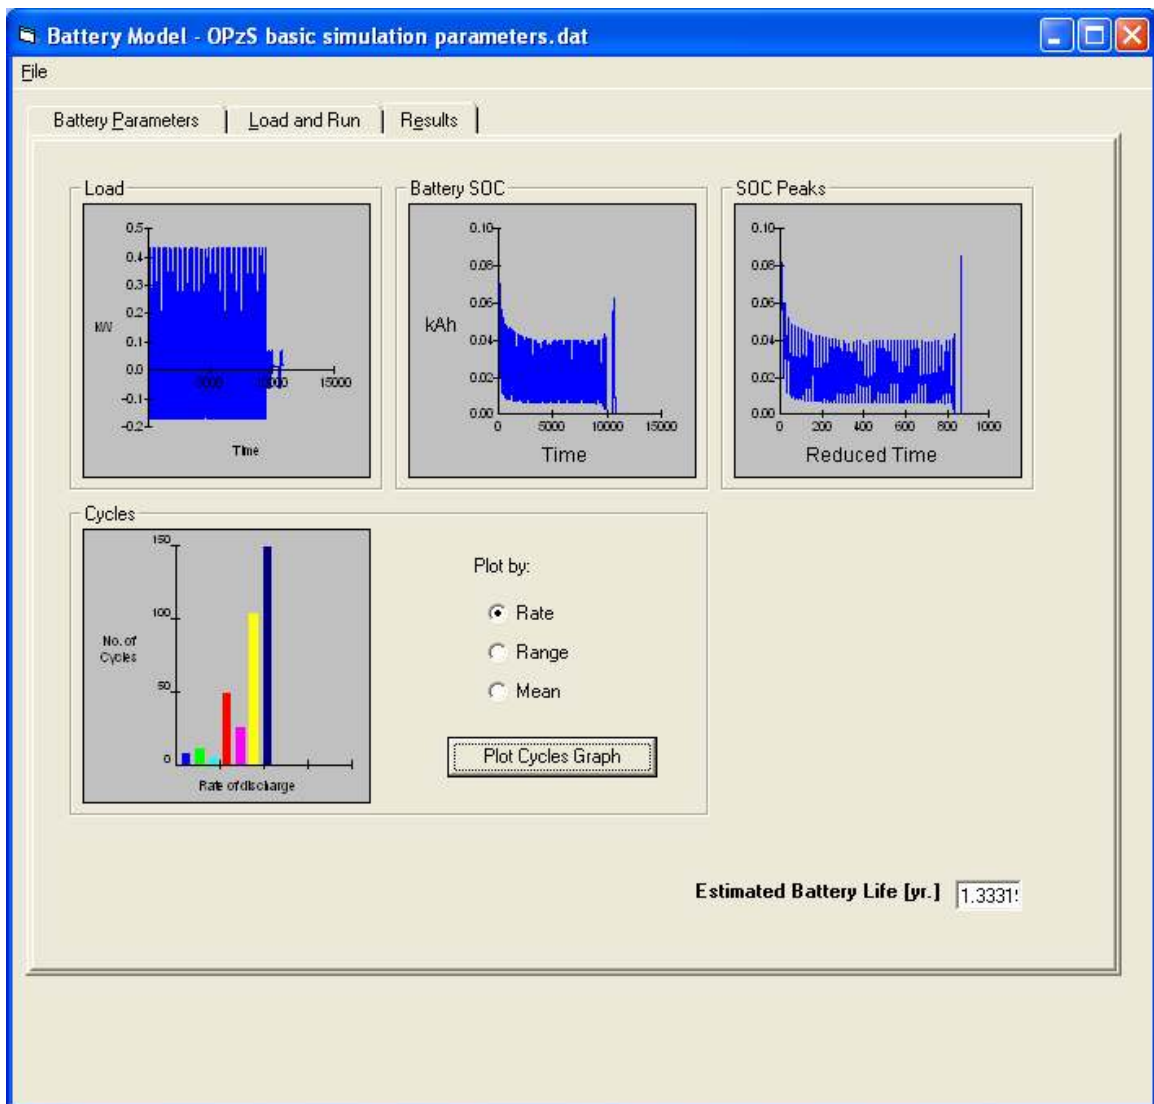 Battery Model - OPzS basic simulation parameters.dat
File
Battery Parameters
Load and Run
Results
Load
0.5
0.4
0.3
0.2
0.1
0.0
-0.1
-0.2
kW
15000
Time
Battery SOC
0.10
0.08
0.06
0.04
0.02
0.00
kAh
0 5000 10000 15000
Time
SOC Peaks
0.10
0.08
0.06
0.04
0.02
0.00
0 200 400 600 800 1000
Reduced Time
Cycles
150
100
50
0
No. of
Cycles
Rate of discharge
Plot by:
Rate
Range
Mean
Plot Cycles Graph
Estimated Battery Life [yr.]